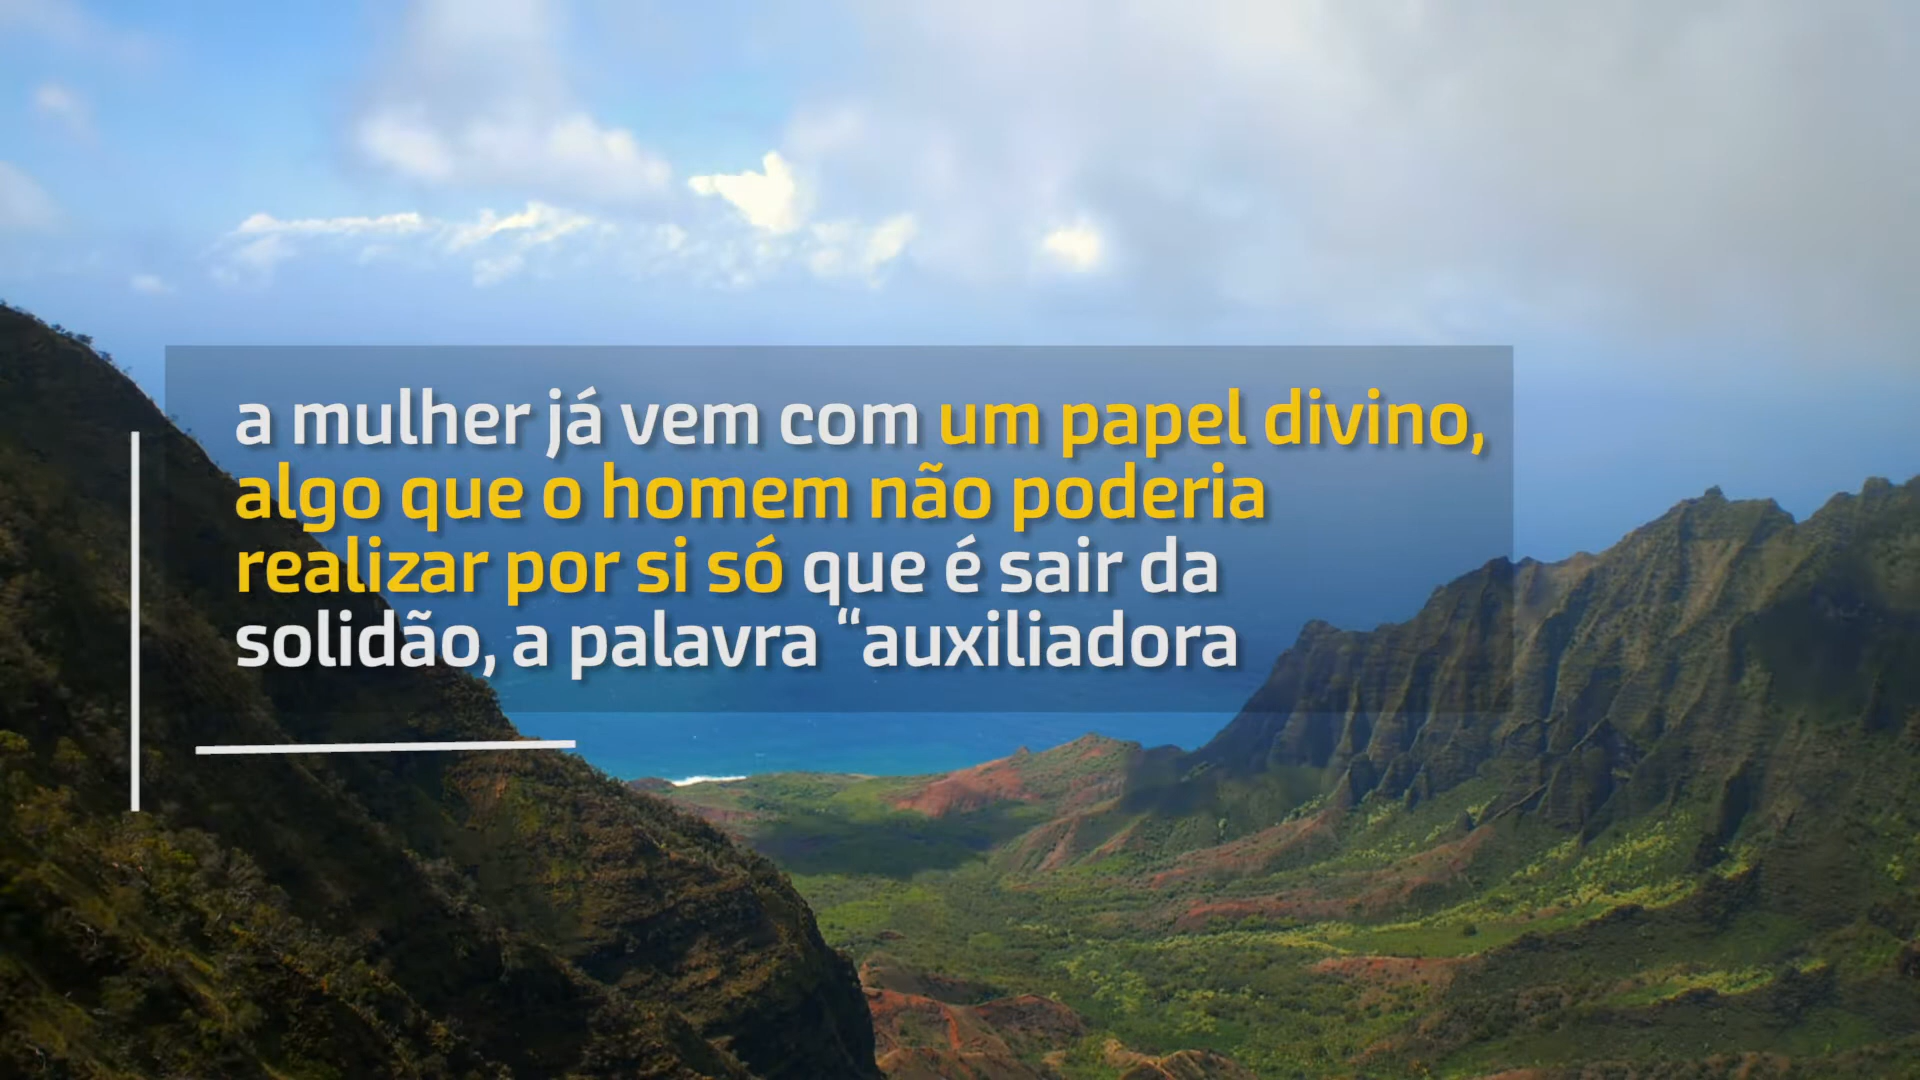 a mulher já vem com um papel divino,
algo que o homem não poderia
realizar por si só que é sair da
solidão, a palavra “auxiliadora